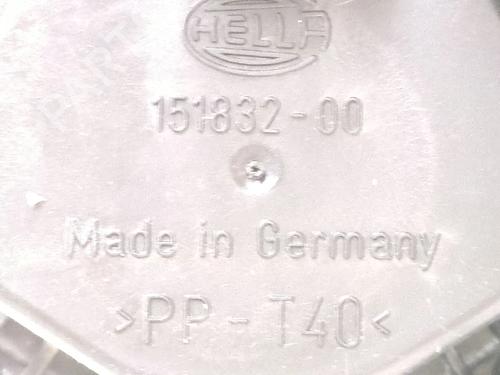 HELLA
151832-00
Made in Germany
>PP-T40<